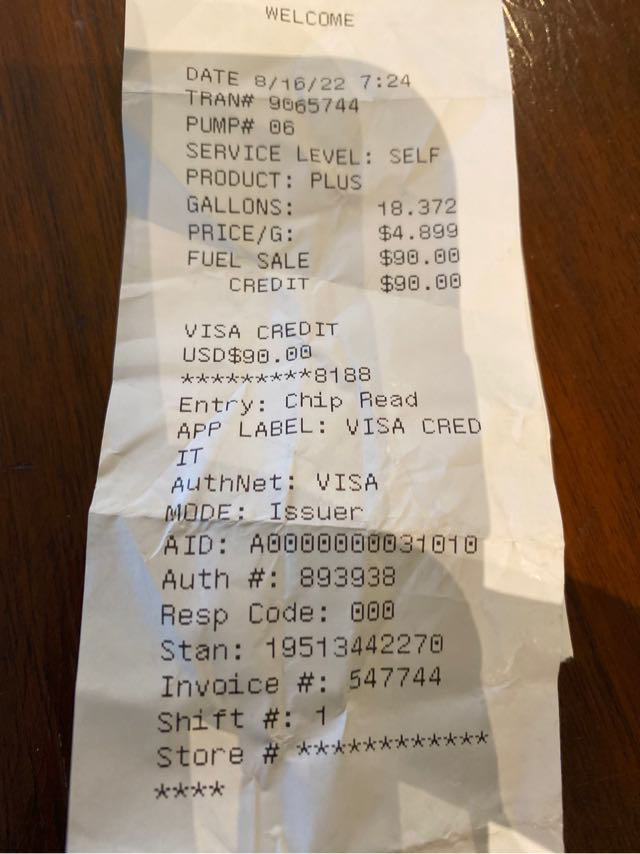 WELCOME
DATE 8/16/22 7:24
TRAN# 9065744
PUMP# 06
SERVICE LEVEL: SELF
PRODUCT: PLUS
GALLONS: 18.372
PRICE/G: $4.899
FUEL SALE $90.00
CREDIT $90.00
VISA CREDIT
USD$90.00
*********8188
Entry: Chip Read
APP LABEL: VISA CRED
IT
AuthNet: VISA
MODE: Issuer
AID: A0000000031010
Auth #: 893938
Resp Code: 000
Stan: 19513442270
Invoice #: 547744
Shift #: 1
Store # ************
****